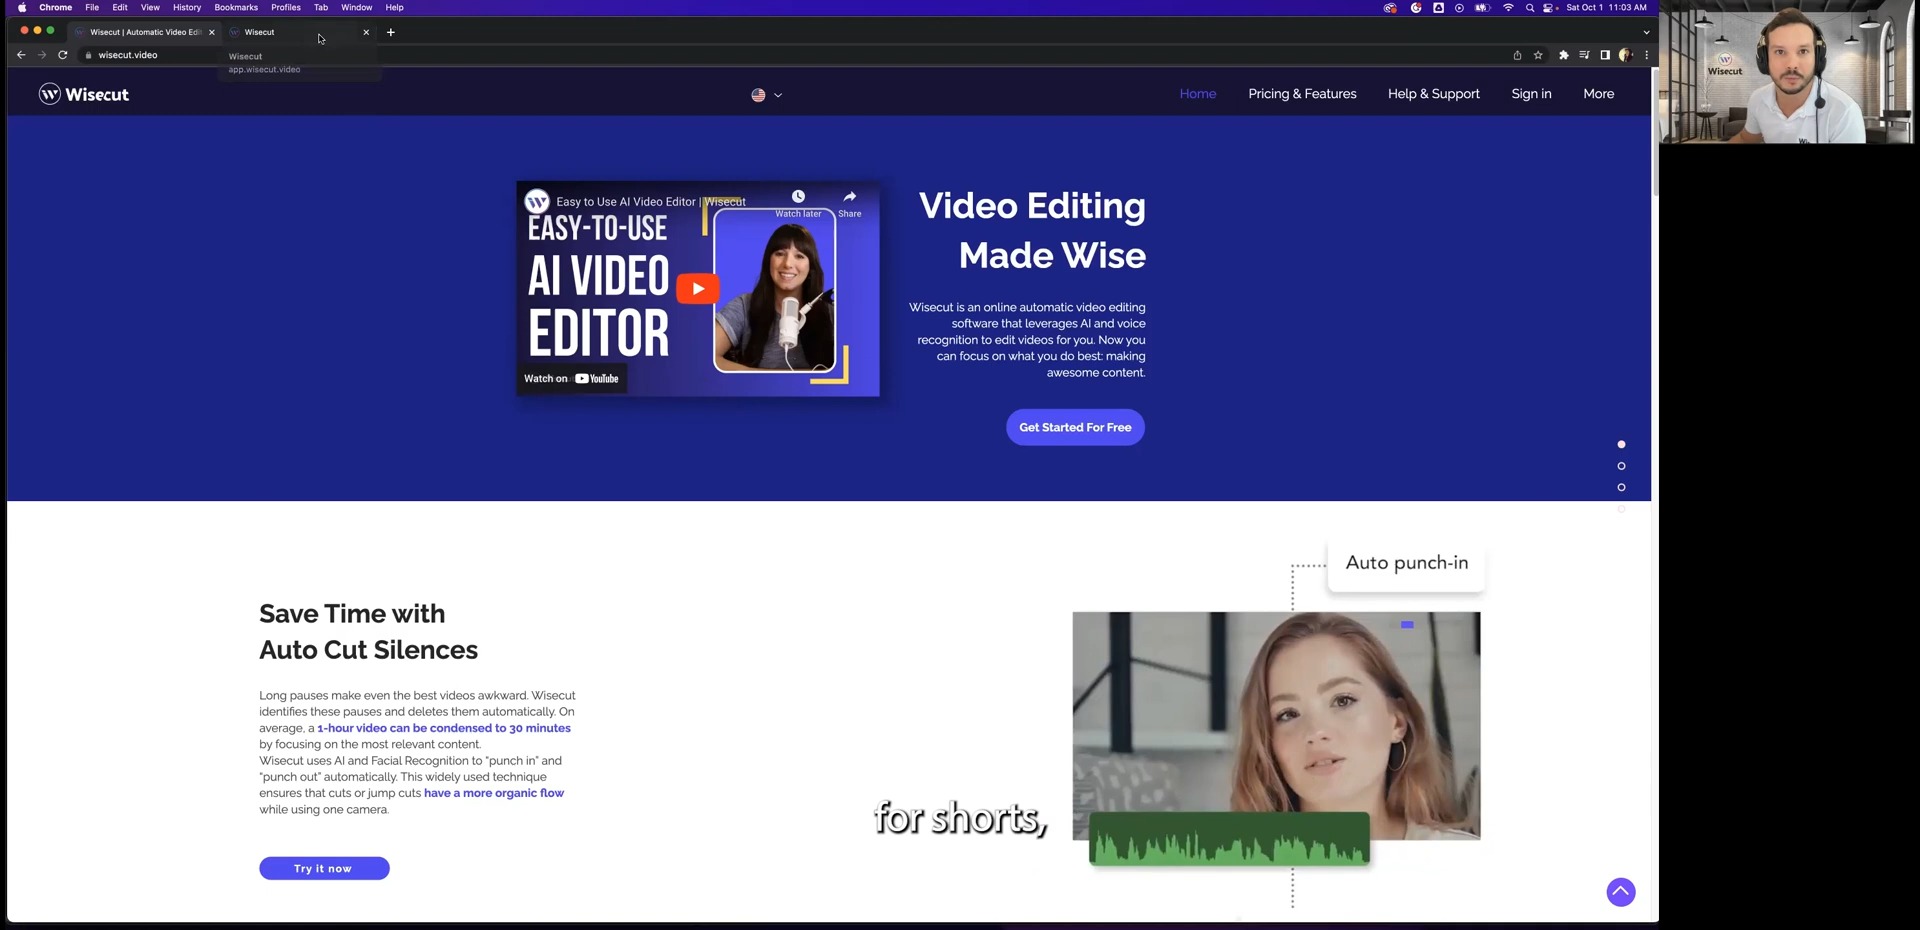 Chrome File Edit View History Bookmarks Profiles Tab Window Help
Sat Oct 1 11:03 AM
Wisecut | Automatic Video Edi
Wisecut
wisecut.video
Wisecut
app.wisecut.video
Wisecut
Wisecut
Home
Pricing & Features
Help & Support
Sign in
More
Easy to Use AI Video Editor | Wisecut
Watch later
Share
EASY-TO-USE
AI VIDEO
EDITOR
Watch on YouTube
Video Editing
Made Wise
Wisecut is an online automatic video editing
software that leverages AI and voice
recognition to edit videos for you. Now you
can focus on what you do best: making
awesome content.
Get Started For Free
Save Time with
Auto Cut Silences
Long pauses make even the best videos awkward. Wisecut
identifies these pauses and deletes them automatically. On
average, a 1-hour video can be condensed to 30 minutes
by focusing on the most relevant content.
Wisecut uses AI and Facial Recognition to “punch in” and
“punch out” automatically. This widely used technique
ensures that cuts or jump cuts have a more organic flow
while using one camera.
Try it now
Auto punch-in
for shorts,